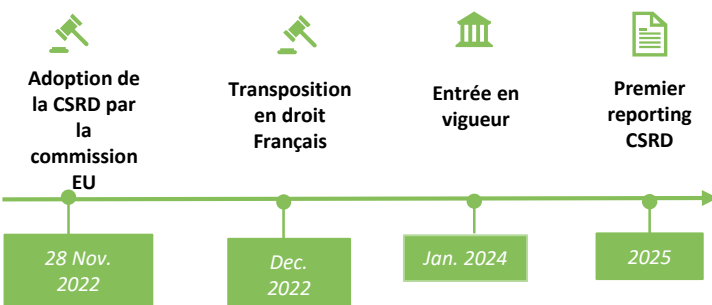 Adoption de
la CSRD par
la
commission
EU
Transposition
en droit
Français
Entrée en
vigueur
Premier
reporting
CSRD
28 Nov.
2022
Dec.
2022
Jan. 2024
2025